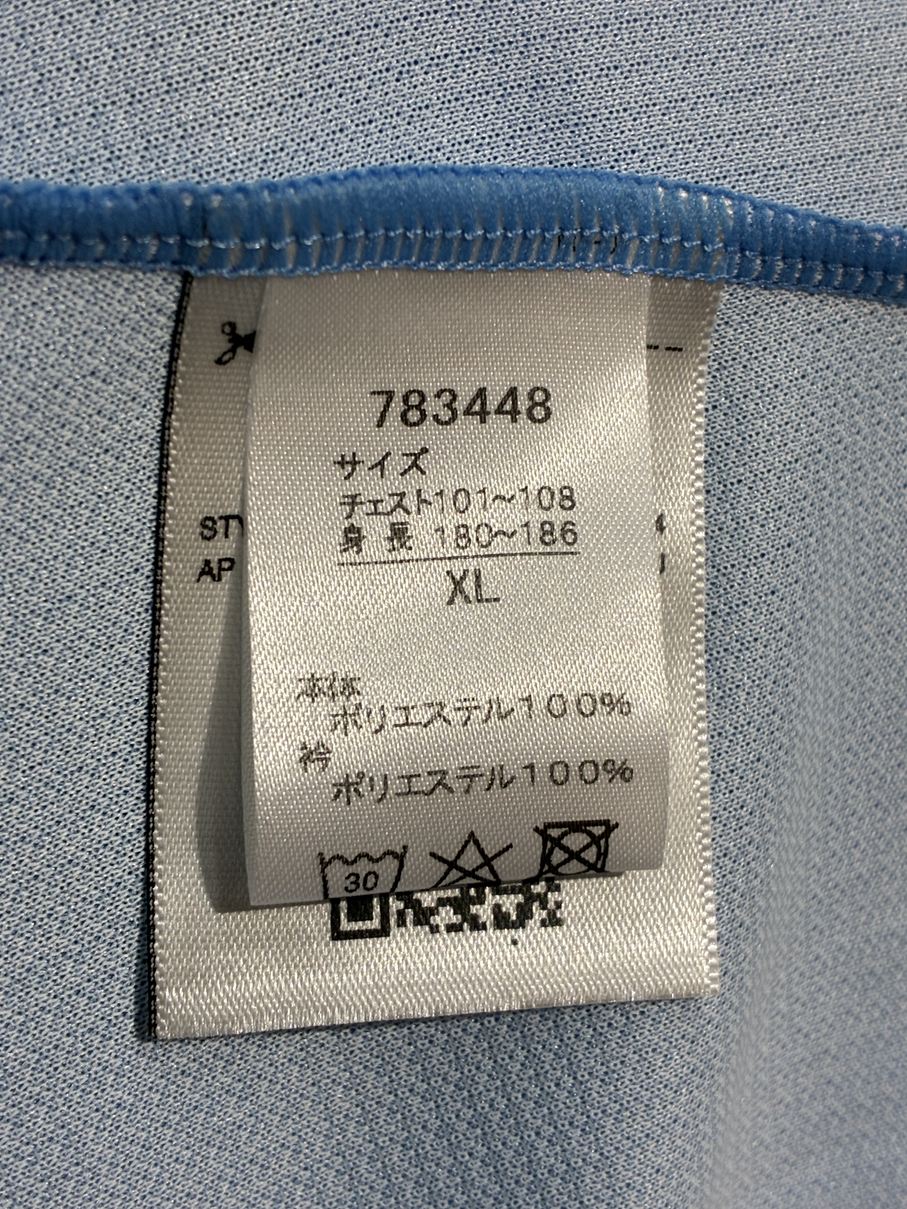 783448
サイズ
チェスト101～108
身長 180～186
XL
本体
ポリエステル100%
衿
ポリエステル100%
30
AP